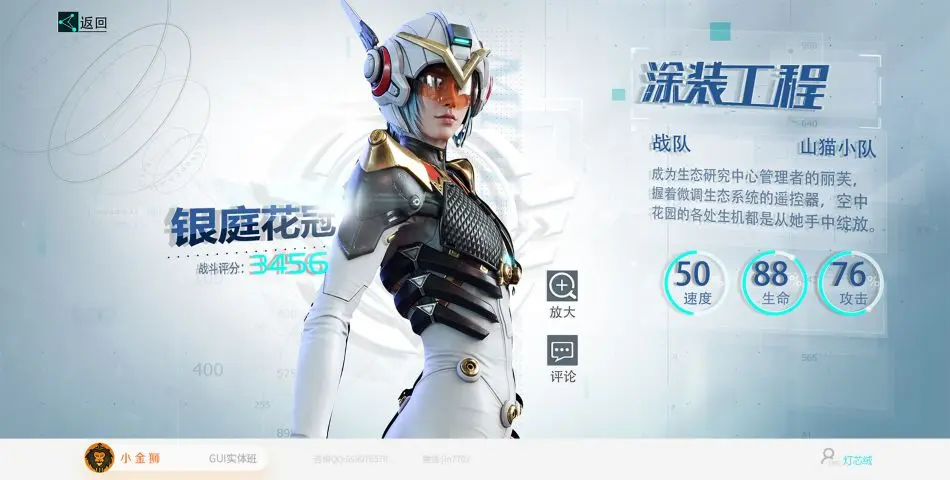 返回
涂装工程
战队
山猫小队
成为生态研究中心管理者的丽芙，
握着微调生态系统的遥控器，空中
花园的各处生机都是从她手中绽放。
银庭花冠
战斗评分：3456
50
速度
88
生命
76
攻击
放大
评论
400
640
565
255
小金狮
GUI实体班
灯芯绒